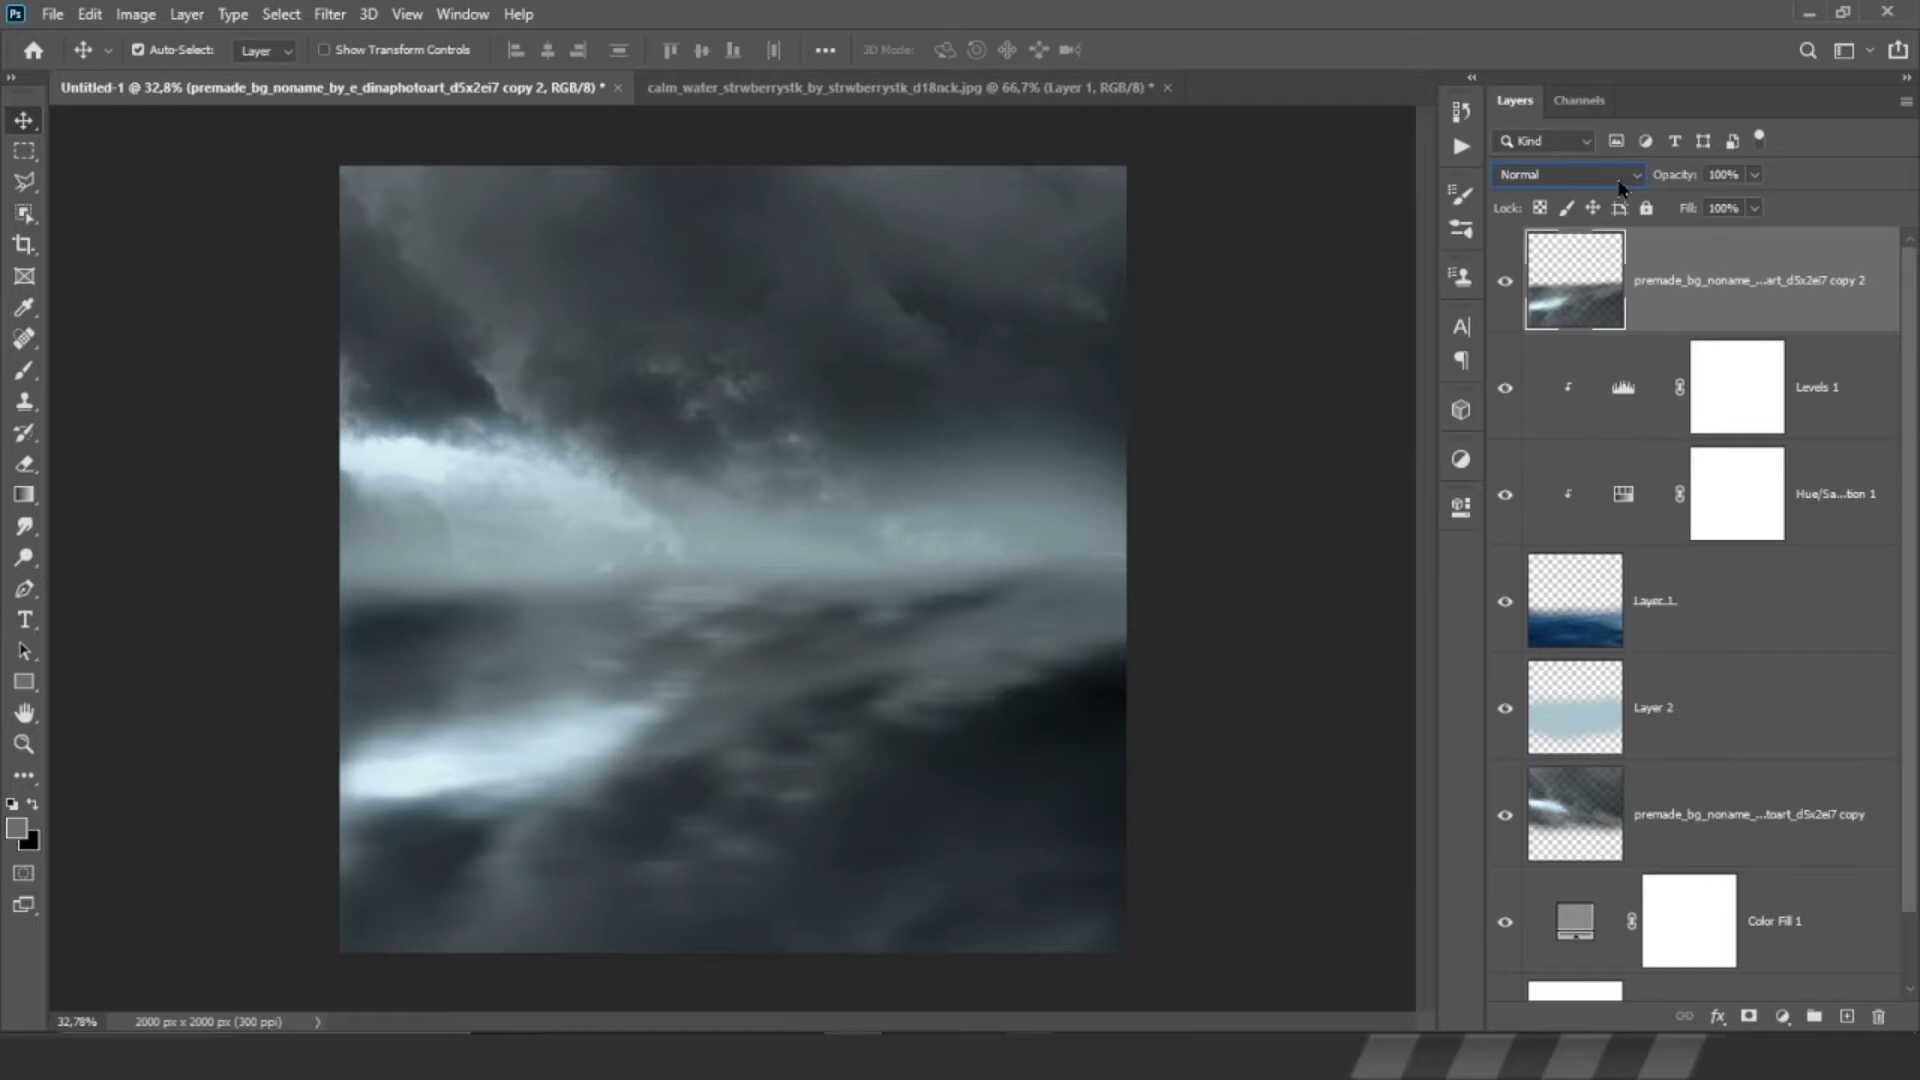 Ps File Edit Image Layer Type Select Filter 3D View Window Help
Auto-Select: Layer Show Transform Controls 3D Mode:
Untitled-1 @ 32,8% (premade_bg_noname_by_e_dinaphotoart_d5x2ei7 copy 2, RGB/8) * × calm_water_strwberrystk_by_strwberrystk_d18nck.jpg @ 66,7% (Layer 1, RGB/8) * ×
Layers Channels
Kind
Normal Opacity: 100%
Lock: Fill: 100%
premade_bg_noname_...art_d5x2ei7 copy 2
Levels 1
Hue/Sa...tion 1
Layer 1
Layer 2
premade_bg_noname_...toart_d5x2ei7 copy
Color Fill 1
32,78% 2000 px x 2000 px (300 ppi)